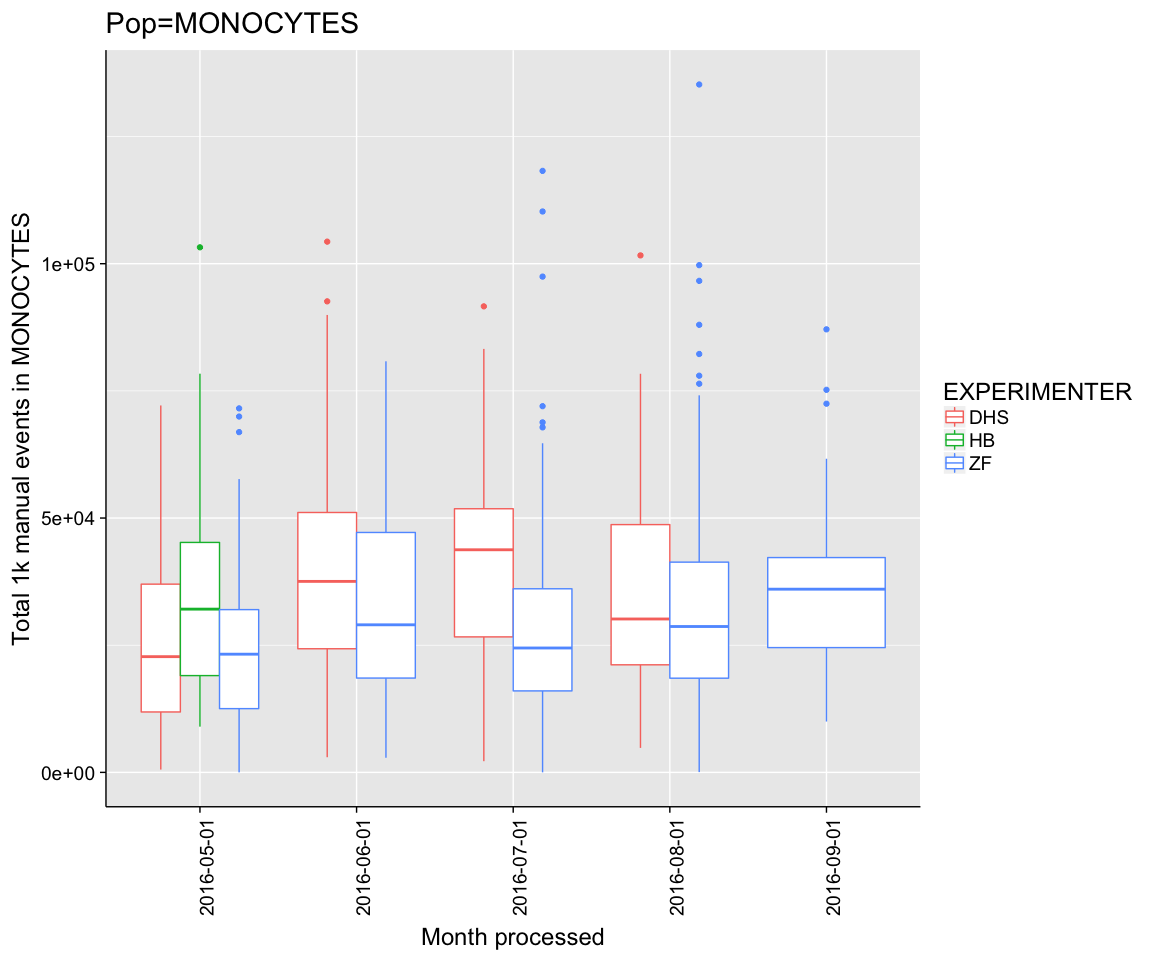 Pop=MONOCYTES
Total 1k manual events in MONOCYTES
1e+05
5e+04
0e+00
2016-05-01
2016-06-01
2016-07-01
2016-08-01
2016-09-01
Month processed
EXPERIMENTER
DHS
HB
ZF